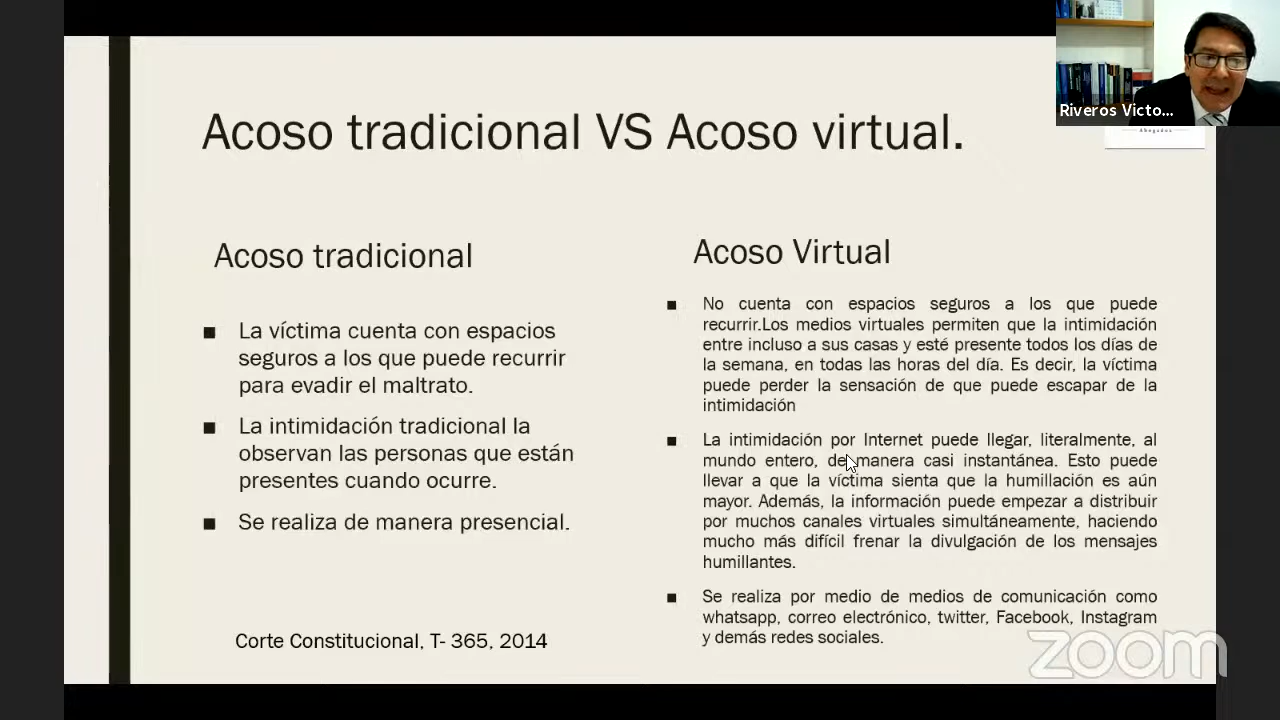 Riveros Victo...
Abogados
Acoso tradicional VS Acoso virtual.
Acoso tradicional
■ La víctima cuenta con espacios
seguros a los que puede recurrir
para evadir el maltrato.
■ La intimidación tradicional la
observan las personas que están
presentes cuando ocurre.
■ Se realiza de manera presencial.
Corte Constitucional, T- 365, 2014
Acoso Virtual
■ No cuenta con espacios seguros a los que puede
recurrir.Los medios virtuales permiten que la intimidación
entre incluso a sus casas y esté presente todos los días de
la semana, en todas las horas del día. Es decir, la víctima
puede perder la sensación de que puede escapar de la
intimidación
■ La intimidación por Internet puede llegar, literalmente, al
mundo entero, de manera casi instantánea. Esto puede
llevar a que la víctima sienta que la humillación es aún
mayor. Además, la información puede empezar a distribuir
por muchos canales virtuales simultáneamente, haciendo
mucho más difícil frenar la divulgación de los mensajes
humillantes.
■ Se realiza por medio de medios de comunicación como
whatsapp, correo electrónico, twitter, Facebook, Instagram
y demás redes sociales.
zoom